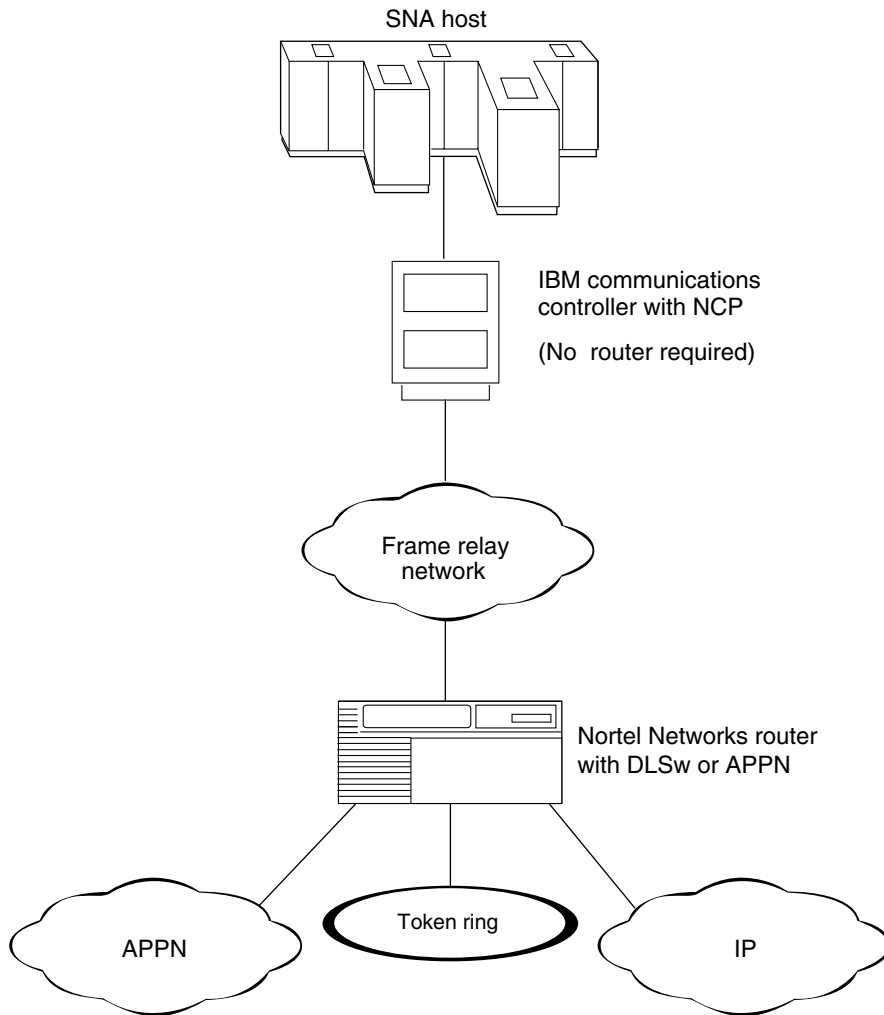 SNA host
IBM communications
controller with NCP
(No router required)
Frame relay
network
Nortel Networks router
with DLSw or APPN
APPN
Token ring
IP